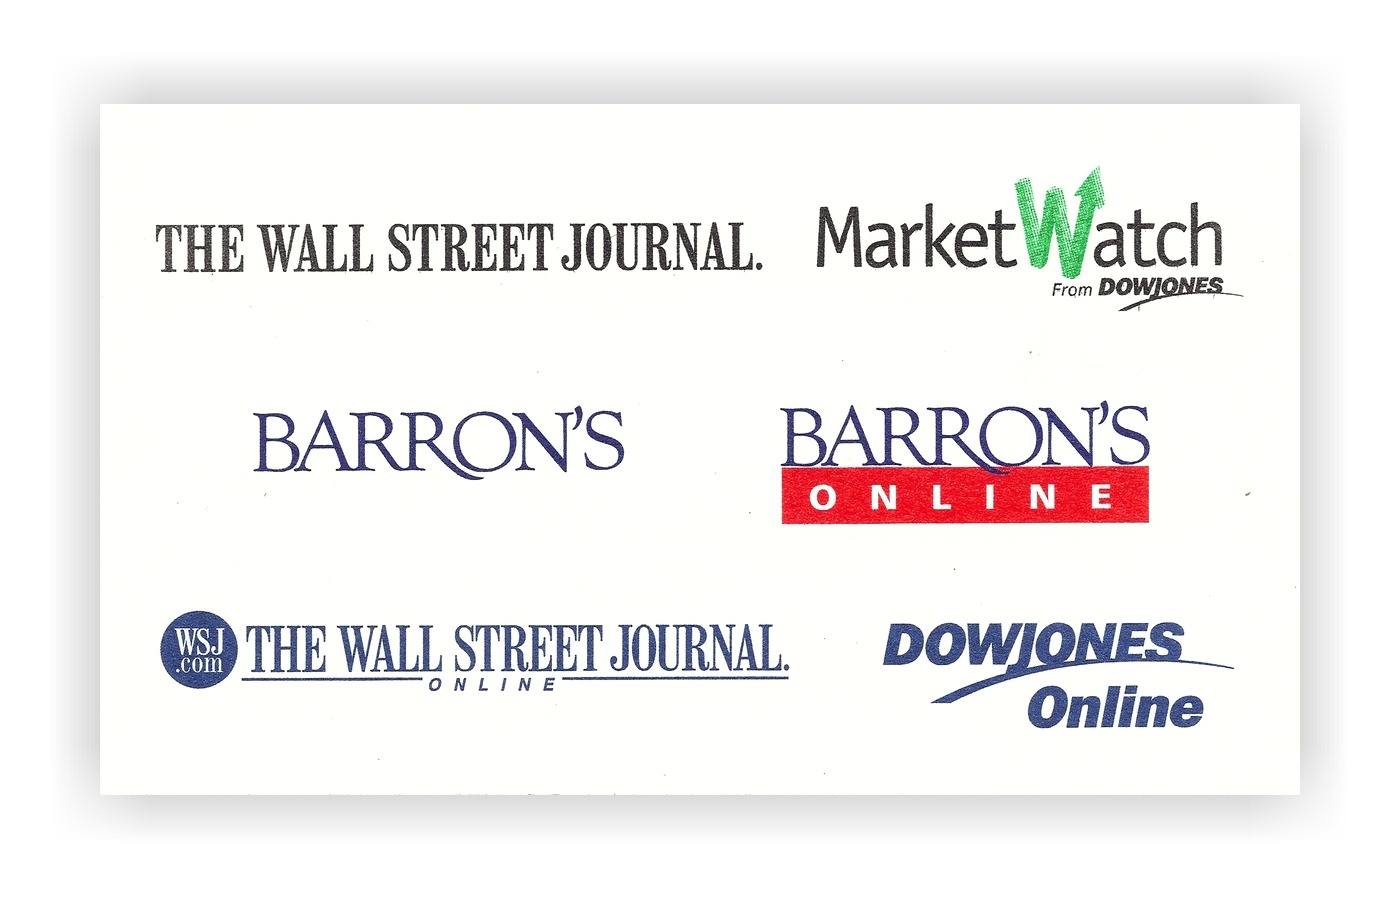 THE WALL STREET JOURNAL.
MarketWatch
From DOWJONES
BARRON'S
BARRON'S
ONLINE
WSJ
.com
THE WALL STREET JOURNAL.
ONLINE
DOWJONES
Online